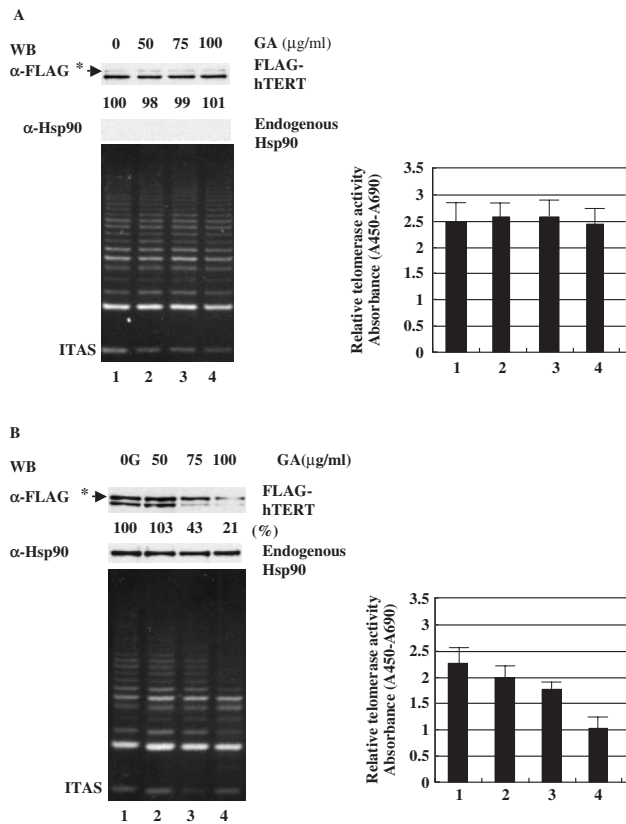 A
WB 0 50 75 100 GA (μg/ml)
α-FLAG * FLAG-
hTERT
100 98 99 101
α-Hsp90 Endogenous
Hsp90
ITAS
1 2 3 4
Relative telomerase activity
Absorbance (A450-A690)
3.5
3
2.5
2
1.5
1
0.5
0
1 2 3 4
B
WB 0G 50 75 100 GA(μg/ml)
α-FLAG * FLAG-
hTERT
100 103 43 21 (%)
α-Hsp90 Endogenous
Hsp90
ITAS
1 2 3 4
Relative telomerase activity
Absorbance (A450-A690)
3.5
3
2.5
2
1.5
1
0.5
0
1 2 3 4